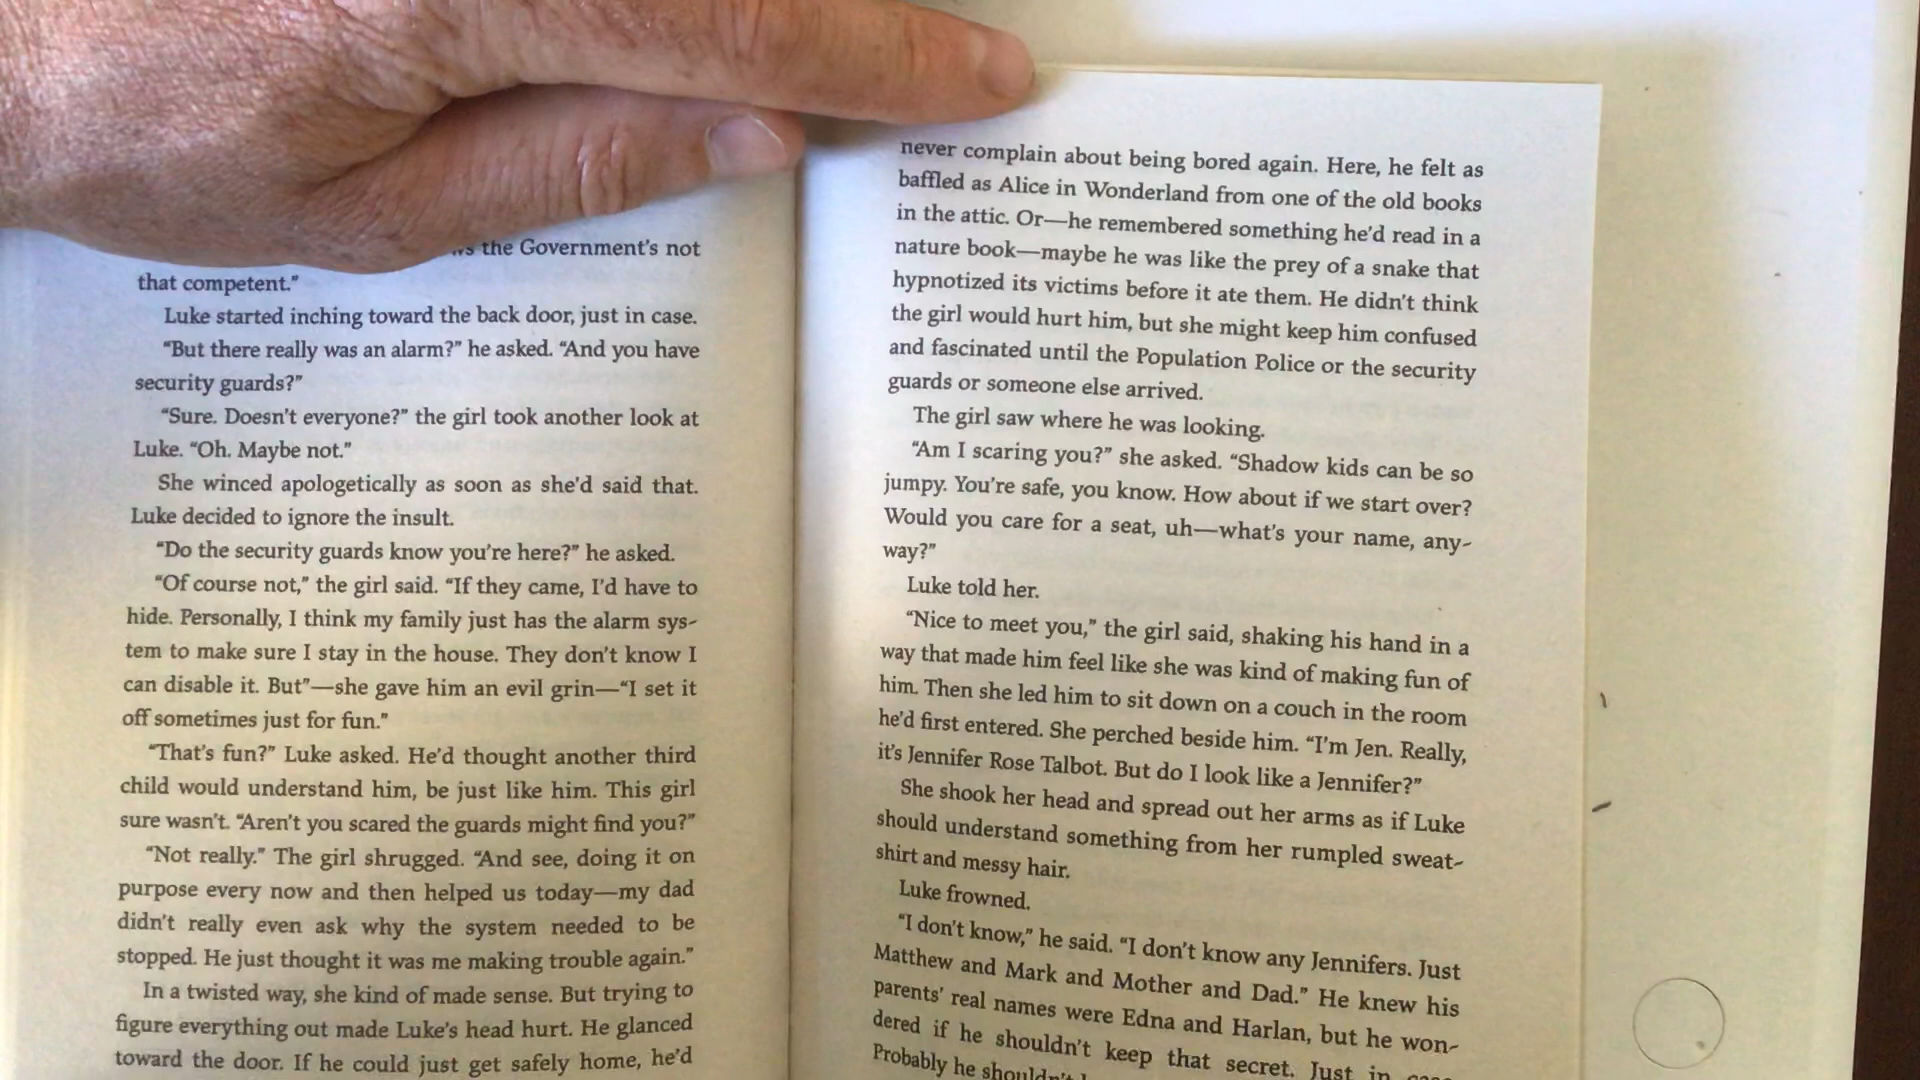 the Government's not
that competent."
Luke started inching toward the back door, just in case.
"But there really was an alarm?" he asked. "And you have
security guards?"
"Sure. Doesn't everyone?" the girl took another look at
Luke. "Oh. Maybe not."
She winced apologetically as soon as she'd said that.
Luke decided to ignore the insult.
"Do the security guards know you're here?" he asked.
"Of course not," the girl said. "If they came, I'd have to
hide. Personally, I think my family just has the alarm sys-
tem to make sure I stay in the house. They don't know I
can disable it. But"—she gave him an evil grin—"I set it
off sometimes just for fun."
"That's fun?" Luke asked. He'd thought another third
child would understand him, be just like him. This girl
sure wasn't. "Aren't you scared the guards might find you?"
"Not really." The girl shrugged. "And see, doing it on
purpose every now and then helped us today—my dad
didn't really even ask why the system needed to be
stopped. He just thought it was me making trouble again."
In a twisted way, she kind of made sense. But trying to
figure everything out made Luke's head hurt. He glanced
toward the door. If he could just get safely home, he'd
never complain about being bored again. Here, he felt as
baffled as Alice in Wonderland from one of the old books
in the attic. Or—he remembered something he'd read in a
nature book—maybe he was like the prey of a snake that
hypnotized its victims before it ate them. He didn't think
the girl would hurt him, but she might keep him confused
and fascinated until the Population Police or the security
guards or someone else arrived.
The girl saw where he was looking.
"Am I scaring you?" she asked. "Shadow kids can be so
jumpy. You're safe, you know. How about if we start over?
Would you care for a seat, uh—what's your name, any-
way?"
Luke told her.
"Nice to meet you," the girl said, shaking his hand in a
way that made him feel like she was kind of making fun of
him. Then she led him to sit down on a couch in the room
he'd first entered. She perched beside him. "I'm Jen. Really,
it's Jennifer Rose Talbot. But do I look like a Jennifer?"
She shook her head and spread out her arms as if Luke
should understand something from her rumpled sweat-
shirt and messy hair.
Luke frowned.
"I don't know," he said. "I don't know any Jennifers. Just
Matthew and Mark and Mother and Dad." He knew his
parents' real names were Edna and Harlan, but he won-
dered if he shouldn't keep that secret. Just in
Probably he shouldn't